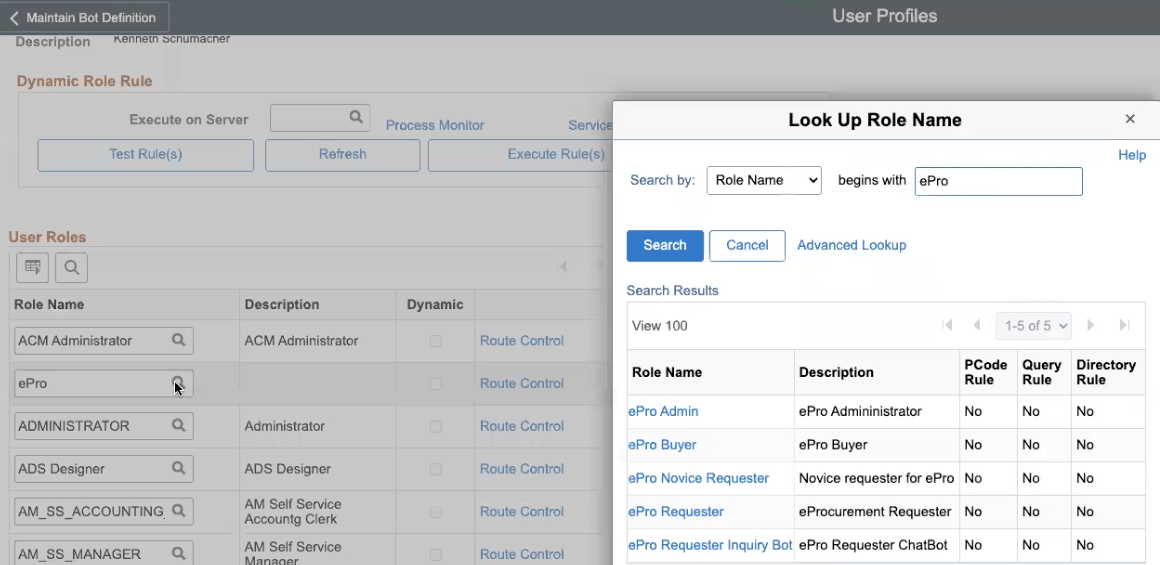 Maintain Bot Definition
User Profiles
Description Kenneth Schumacher
Dynamic Role Rule
Execute on Server
Process Monitor
Service
Test Rule(s)
Refresh
Execute Rule(s)
User Roles
Role Name Description Dynamic
ACM Administrator ACM Administrator Route Control
ePro Route Control
ADMINISTRATOR Administrator Route Control
ADS Designer ADS Designer Route Control
AM_SS_ACCOUNTING_ AM Self Service Route Control
Accountg Clerk
AM_SS_MANAGER AM Self Service Route Control
Manager
Look Up Role Name
×
Help
Search by: Role Name begins with ePro
Search Cancel Advanced Lookup
Search Results
View 100 1-5 of 5
Role Name Description PCode Rule Query Rule Directory Rule
ePro Admin ePro Admininistrator No No No
ePro Buyer ePro Buyer No No No
ePro Novice Requester Novice requester for ePro No No No
ePro Requester eProcurement Requester No No No
ePro Requester Inquiry Bot ePro Requester ChatBot No No No